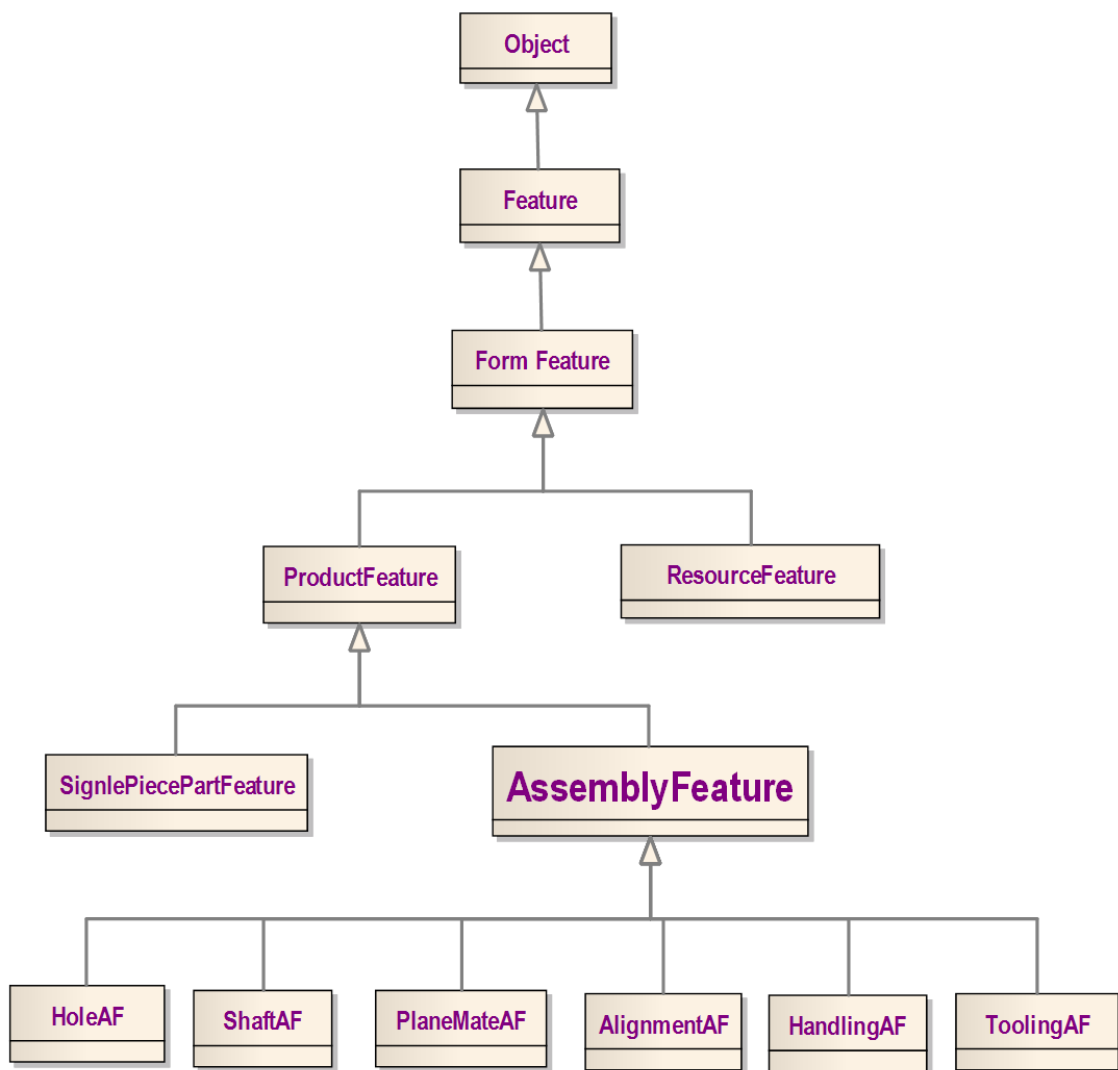 Object
Feature
Form Feature
ProductFeature
ResourceFeature
SignlePiecePartFeature
AssemblyFeature
HoleAF
ShaftAF
PlaneMateAF
AlignmentAF
HandlingAF
ToolingAF